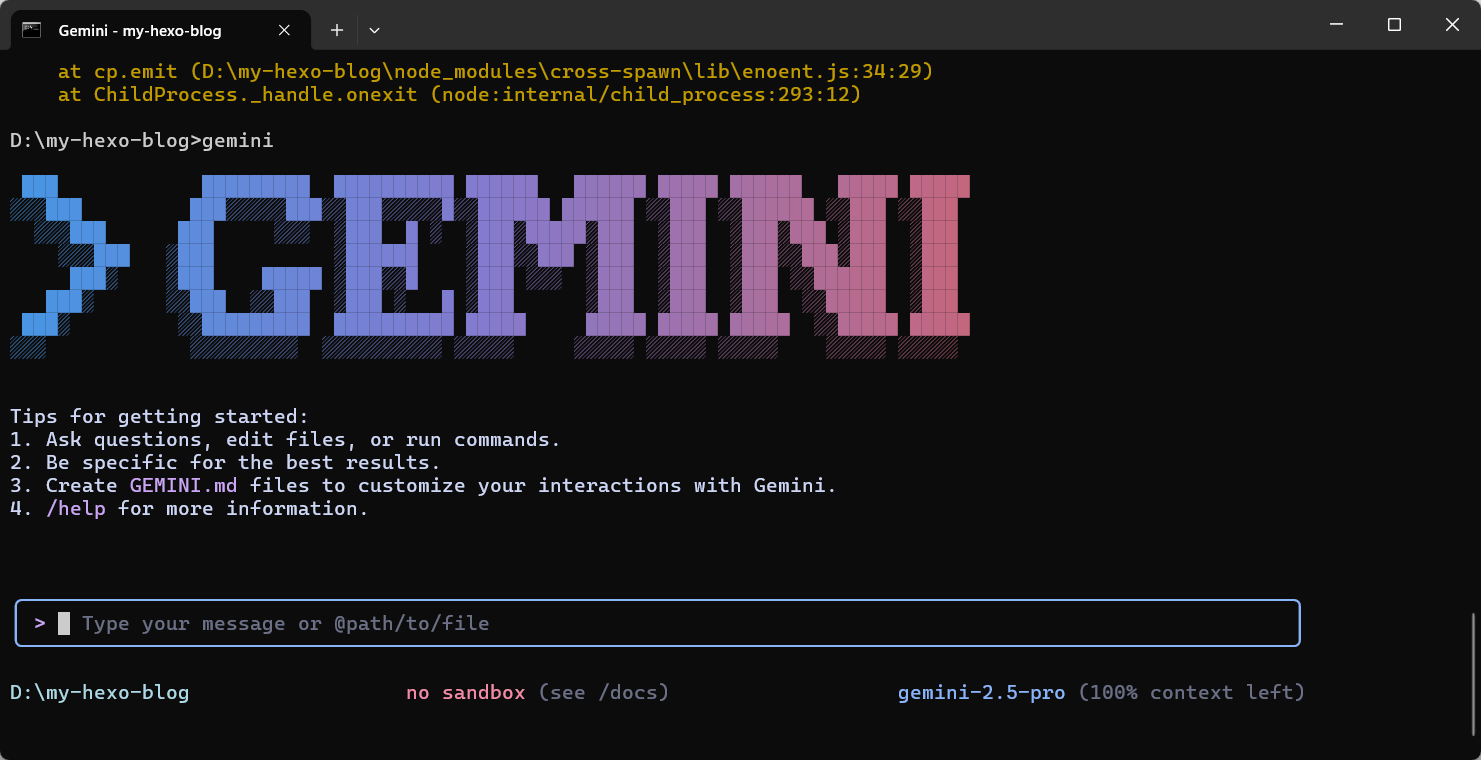 Gemini - my-hexo-blog
    at cp.emit (D:\my-hexo-blog\node_modules\cross-spawn\lib\enoent.js:34:29)
    at ChildProcess._handle.onexit (node:internal/child_process:293:12)
D:\my-hexo-blog>gemini
> GEMINI
Tips for getting started:
1. Ask questions, edit files, or run commands.
2. Be specific for the best results.
3. Create GEMINI.md files to customize your interactions with Gemini.
4. /help for more information.
> Type your message or @path/to/file
D:\my-hexo-blog no sandbox (see /docs) gemini-2.5-pro (100% context left)